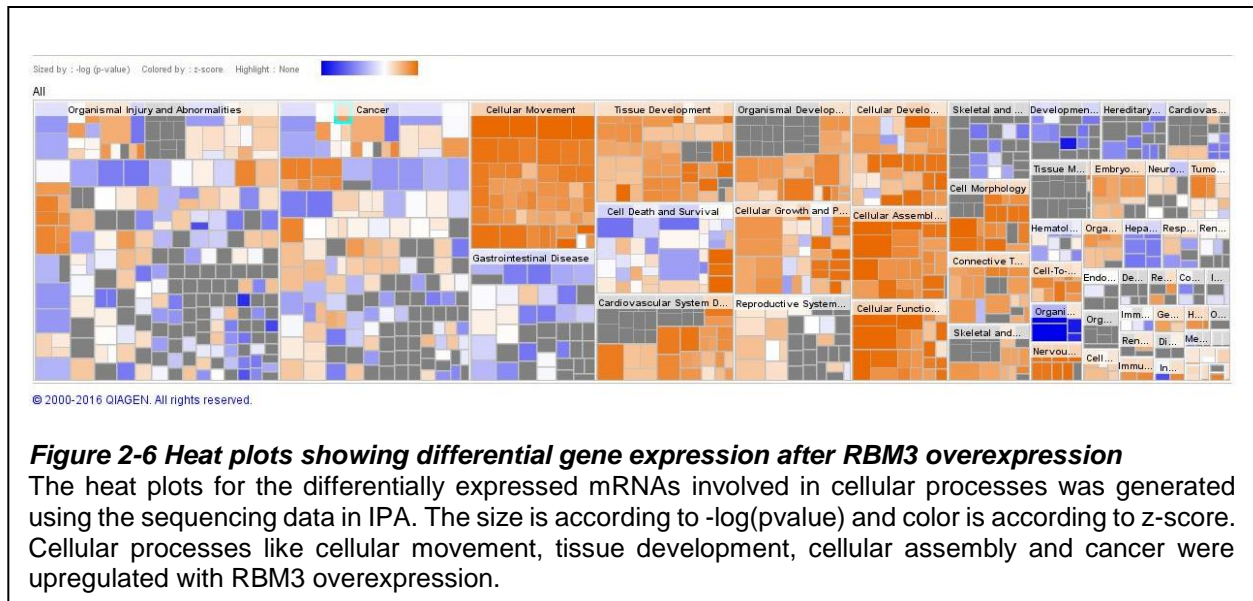 Sized by : -log (p-value) Colored by : z-score Highlight : None
All
Organismal Injury and Abnormalities
Cancer
Cellular Movement
Tissue Development
Organismal Develop...
Cellular Develo...
Skeletal and ...
Developmen...
Hereditary...
Cardiovas...
Tissue M...
Embryo...
Neuro...
Tumo...
Cell Morphology
Cell Death and Survival
Cellular Growth and P...
Cellular Assembl...
Hematol...
Orga...
Hepa...
Resp...
Ren...
Gastrointestinal Disease
Connective T...
Cell-To-...
Endo...
De...
Re...
Co...
I...
Cardiovascular System D...
Reproductive System...
Cellular Functio...
Organi...
Org...
Imm...
Ge...
H...
O...
Skeletal and...
Ren...
Di...
Me...
Nervou...
Cell...
Immu...
In...
© 2000-2016 QIAGEN. All rights reserved.
Figure 2-6 Heat plots showing differential gene expression after RBM3 overexpression
The heat plots for the differentially expressed mRNAs involved in cellular processes was generated
using the sequencing data in IPA. The size is according to -log(pvalue) and color is according to z-score.
Cellular processes like cellular movement, tissue development, cellular assembly and cancer were
upregulated with RBM3 overexpression.